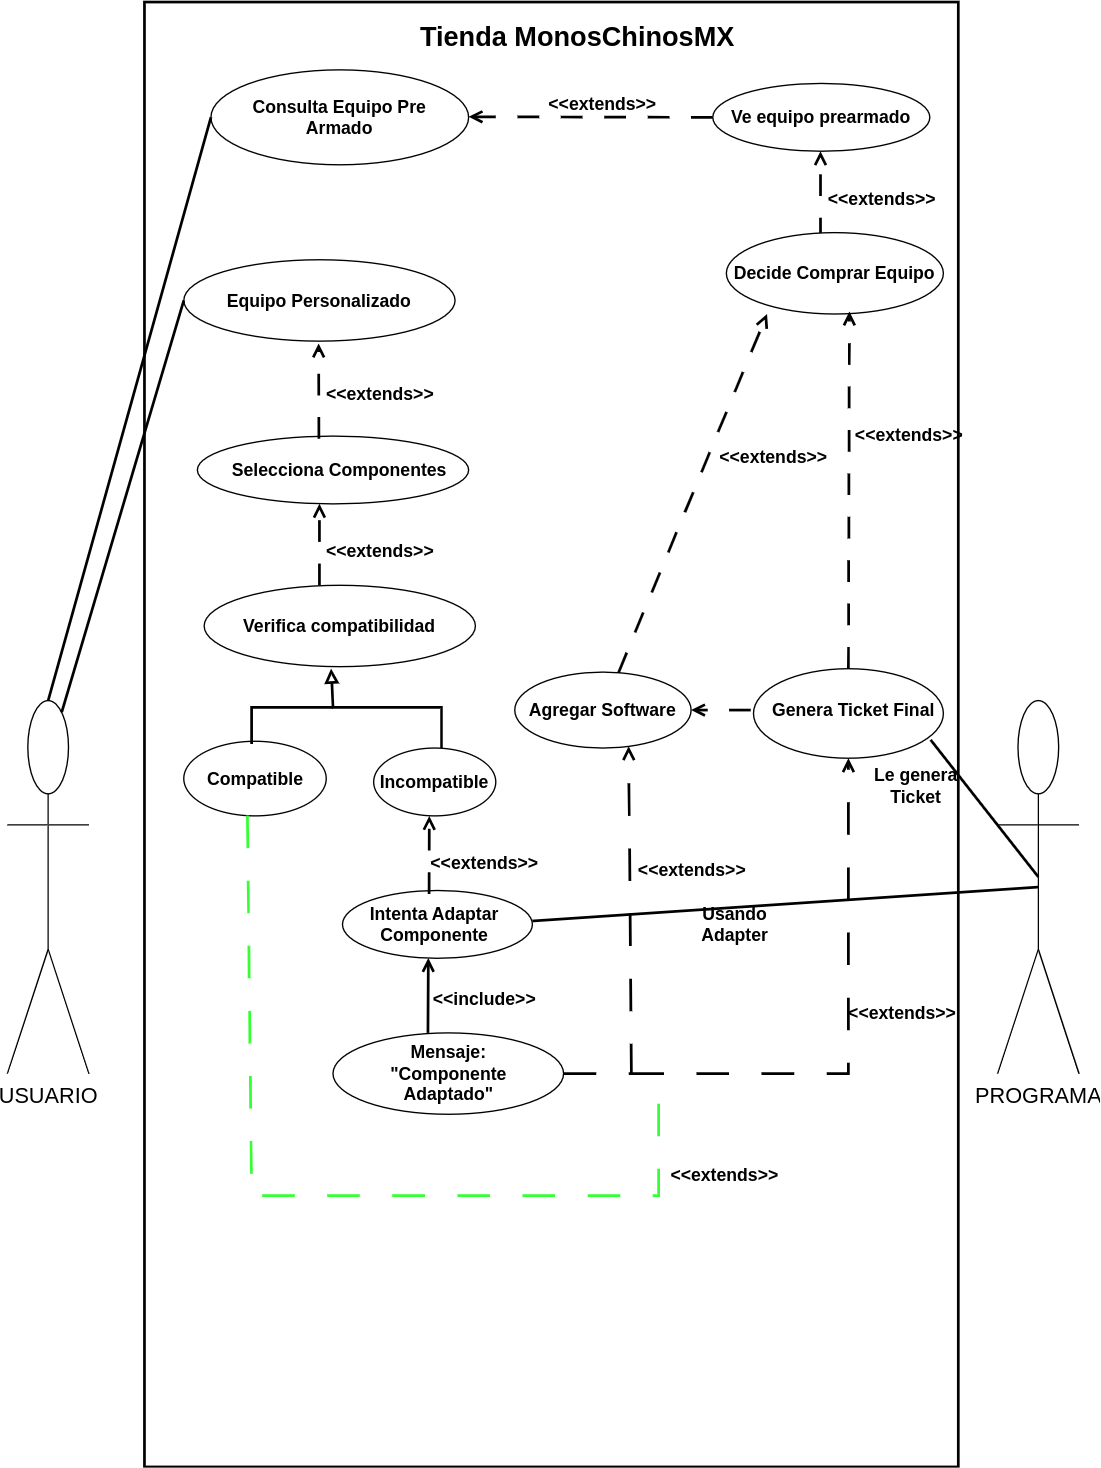 Tienda MonosChinosMX
Consulta Equipo Pre
Armado
<<extends>>
Ve equipo prearmado
<<extends>>
Decide Comprar Equipo
Equipo Personalizado
<<extends>>
<<extends>>
<<extends>>
Selecciona Componentes
<<extends>>
Verifica compatibilidad
Agregar Software
Genera Ticket Final
Compatible
Incompatible
Le genera
Ticket
<<extends>>
<<extends>>
Intenta Adaptar
Componente
Usando
Adapter
<<include>>
<<extends>>
Mensaje:
"Componente
Adaptado"
USUARIO
PROGRAMA
<<extends>>